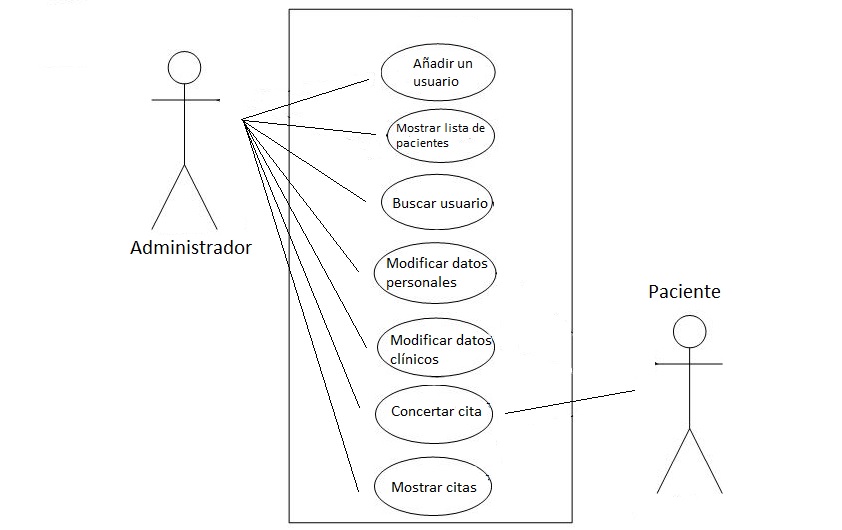 Añadir un
usuario
Mostrar lista de
pacientes
Buscar usuario
Administrador
Modificar datos
personales
Paciente
Modificar datos
clínicos
Concertar cita
Mostrar citas